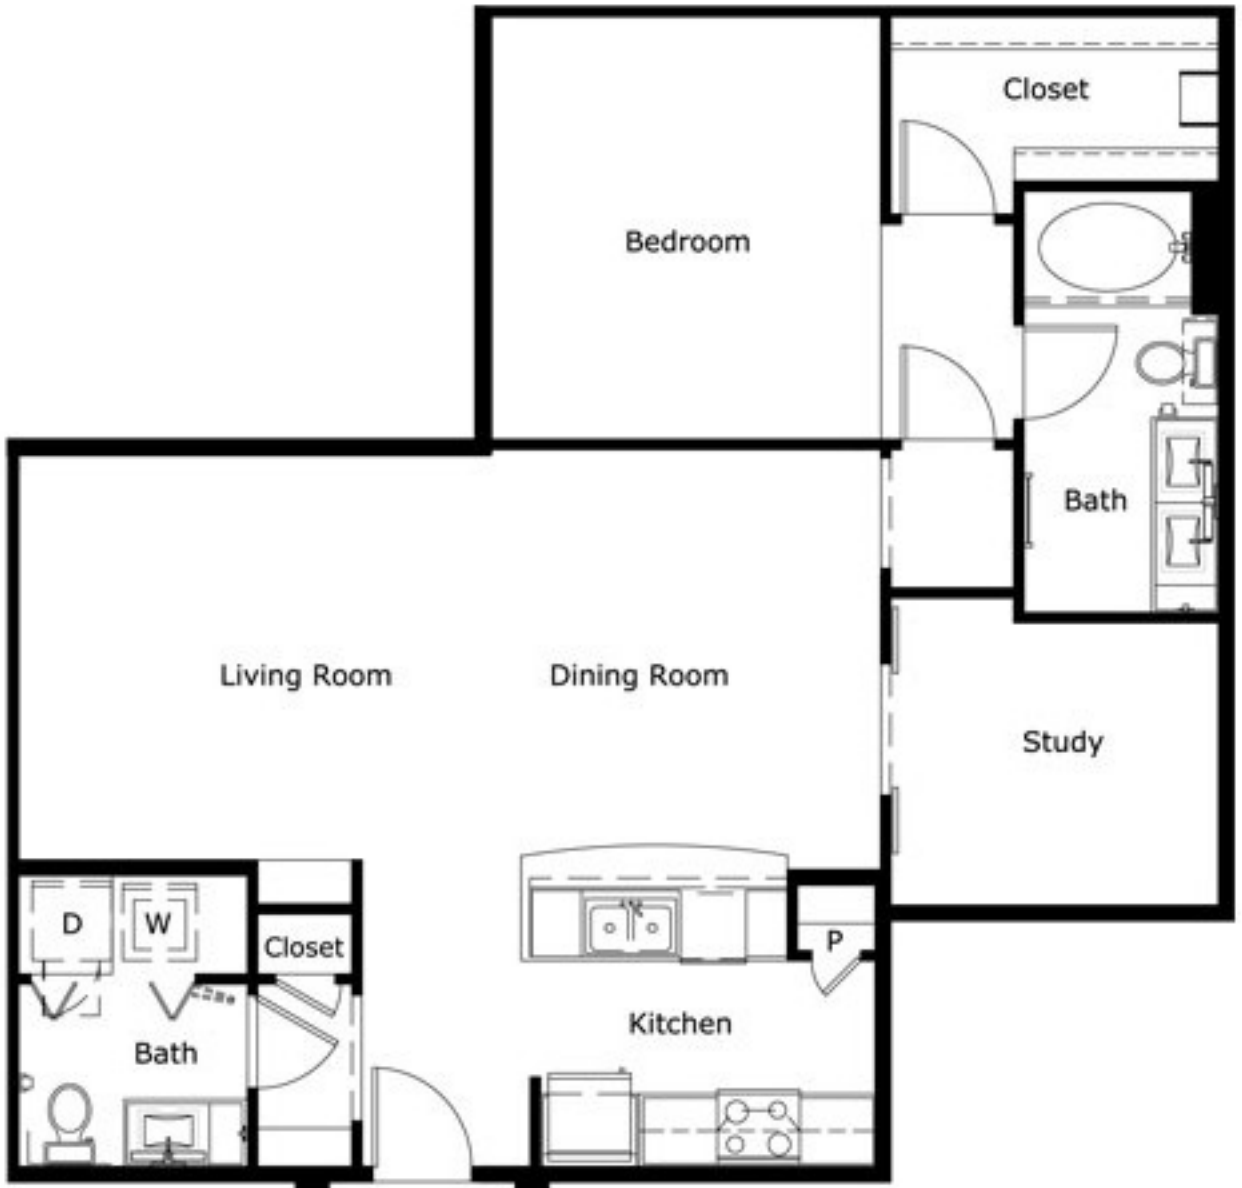 Closet
Bedroom
Bath
Living Room
Dining Room
Study
D
W
Closet
P
Kitchen
Bath